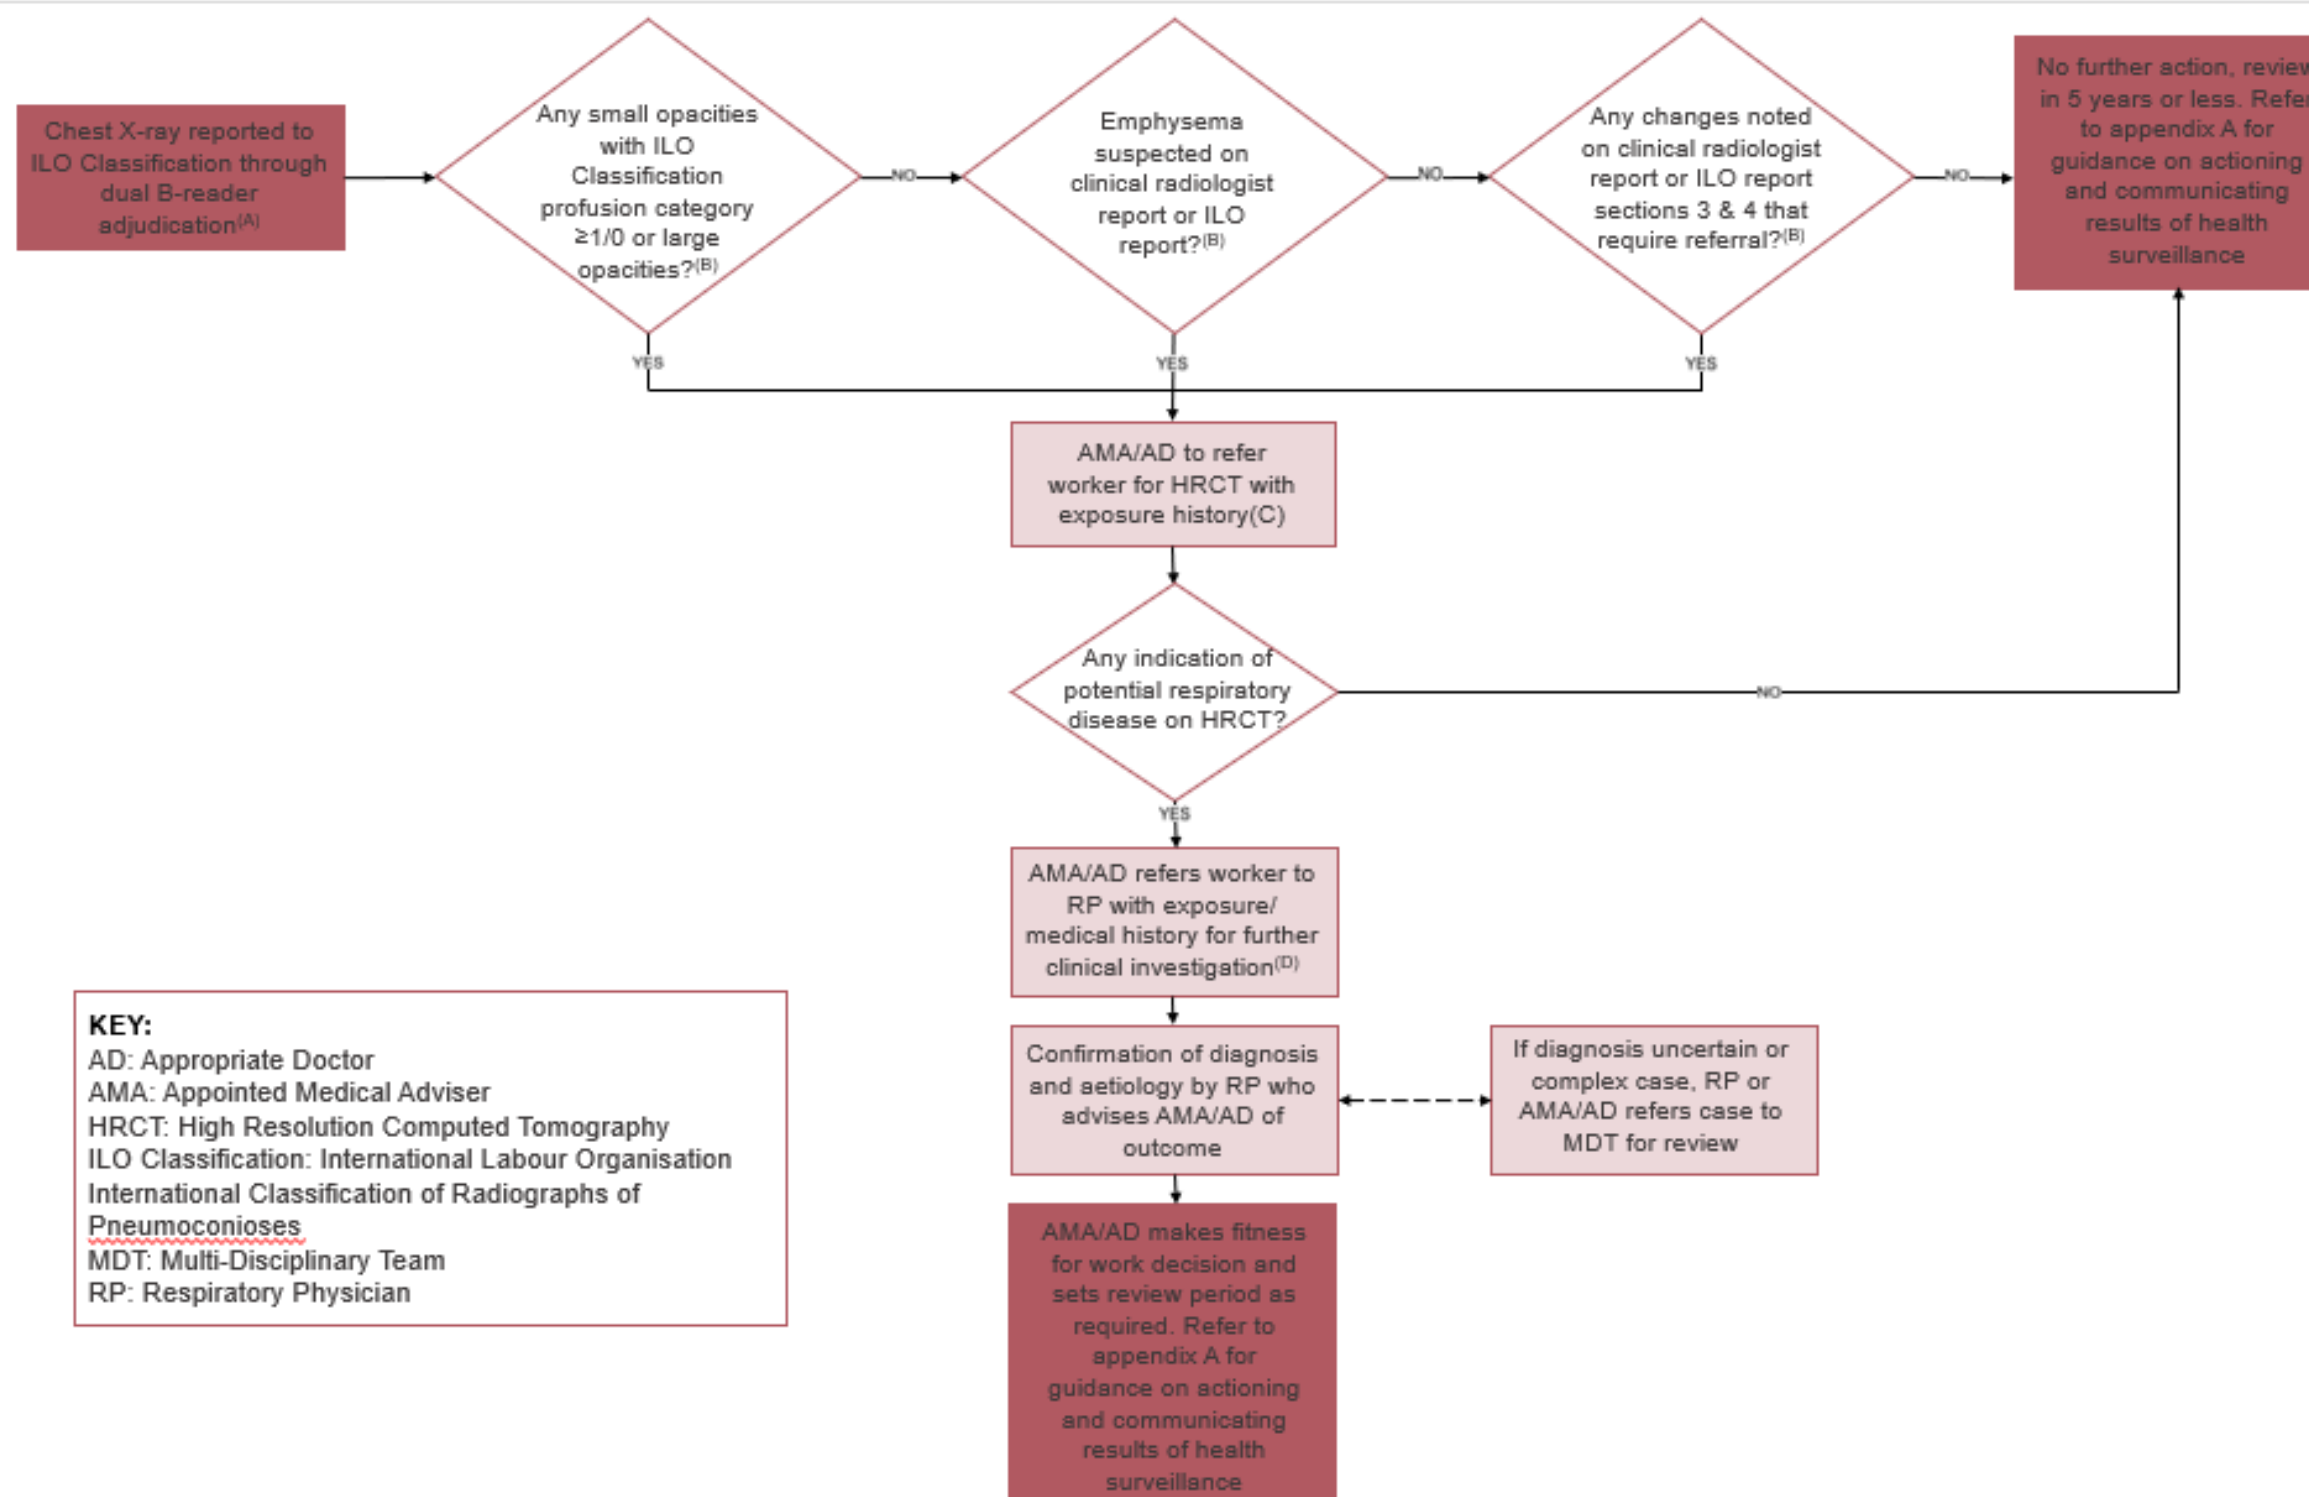 Chest X-ray reported to
ILO Classification through
dual B-reader
adjudication(A)
Any small opacities
with ILO
Classification
profusion category
≥1/0 or large
opacities?(B)
NO
Emphysema
suspected on
clinical radiologist
report or ILO
report?(B)
NO
Any changes noted
on clinical radiologist
report or ILO report
sections 3 & 4 that
require referral?(B)
NO
No further action, review
in 5 years or less. Refer
to appendix A for
guidance on actioning
and communicating
results of health
surveillance
YES
YES
YES
AMA/AD to refer
worker for HRCT with
exposure history(C)
Any indication of
potential respiratory
disease on HRCT?
NO
YES
AMA/AD refers worker to
RP with exposure/
medical history for further
clinical investigation(D)
Confirmation of diagnosis
and aetiology by RP who
advises AMA/AD of
outcome
If diagnosis uncertain or
complex case, RP or
AMA/AD refers case to
MDT for review
AMA/AD makes fitness
for work decision and
sets review period as
required. Refer to
appendix A for
guidance on actioning
and communicating
results of health
surveillance
KEY:
AD: Appropriate Doctor
AMA: Appointed Medical Adviser
HRCT: High Resolution Computed Tomography
ILO Classification: International Labour Organisation
International Classification of Radiographs of
Pneumoconioses
MDT: Multi-Disciplinary Team
RP: Respiratory Physician